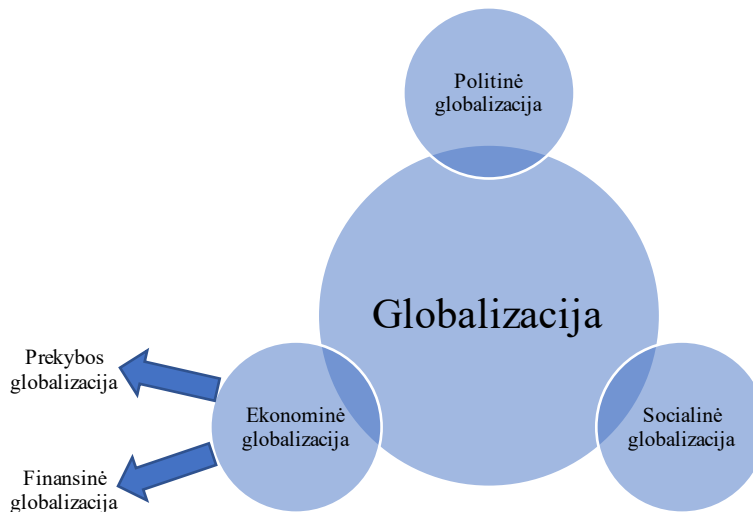 Politinė
globalizacija
Globalizacija
Prekybos
globalizacija
Ekonominė
globalizacija
Socialinė
globalizacija
Finansinė
globalizacija